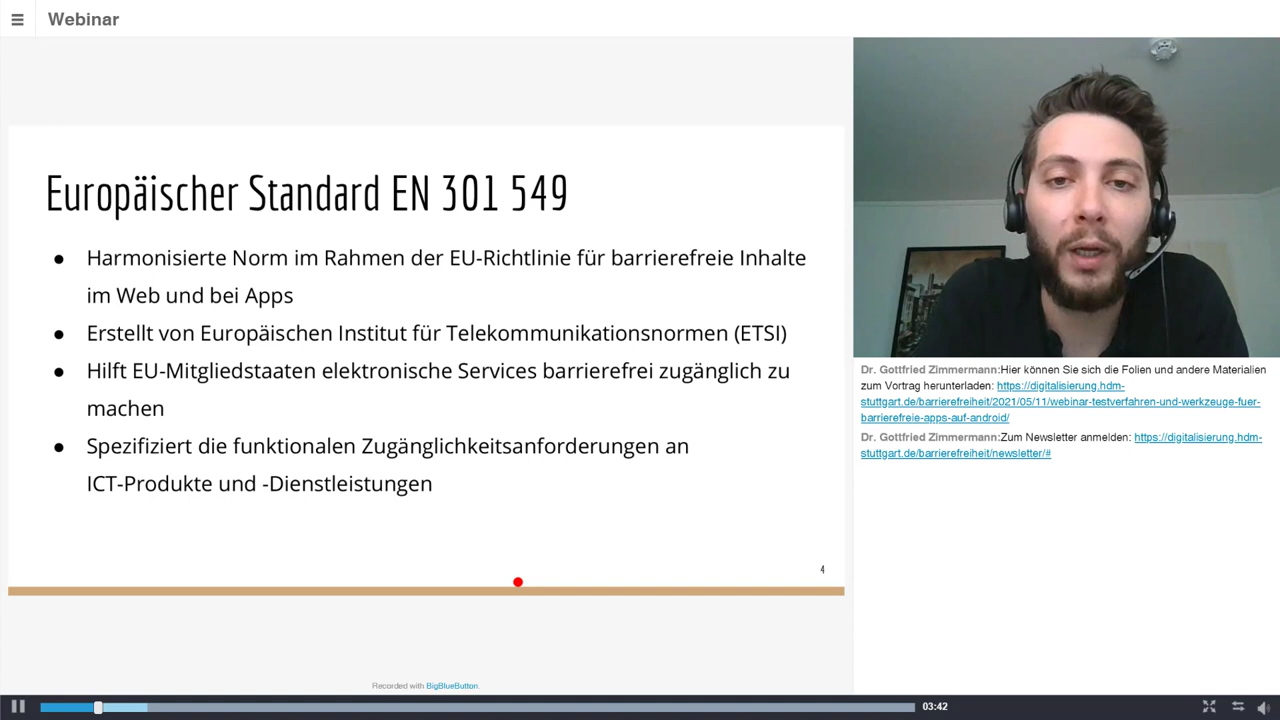 Webinar
Europäischer Standard EN 301 549
● Harmonisierte Norm im Rahmen der EU-Richtlinie für barrierefreie Inhalte
im Web und bei Apps
● Erstellt von Europäischen Institut für Telekommunikationsnormen (ETSI)
● Hilft EU-Mitgliedstaaten elektronische Services barrierefrei zugänglich zu
machen
● Spezifiziert die funktionalen Zugänglichkeitsanforderungen an
ICT-Produkte und -Dienstleistungen
4
Dr. Gottfried Zimmermann:Hier können Sie sich die Folien und andere Materialien
zum Vortrag herunterladen: https://digitalisierung.hdm-
stuttgart.de/barrierefreiheit/2021/05/11/webinar-testverfahren-und-werkzeuge-fuer-
barrierefreie-apps-auf-android/
Dr. Gottfried Zimmermann:Zum Newsletter anmelden: https://digitalisierung.hdm-
stuttgart.de/barrierefreiheit/newsletter/#
Recorded with BigBlueButton.
03:42